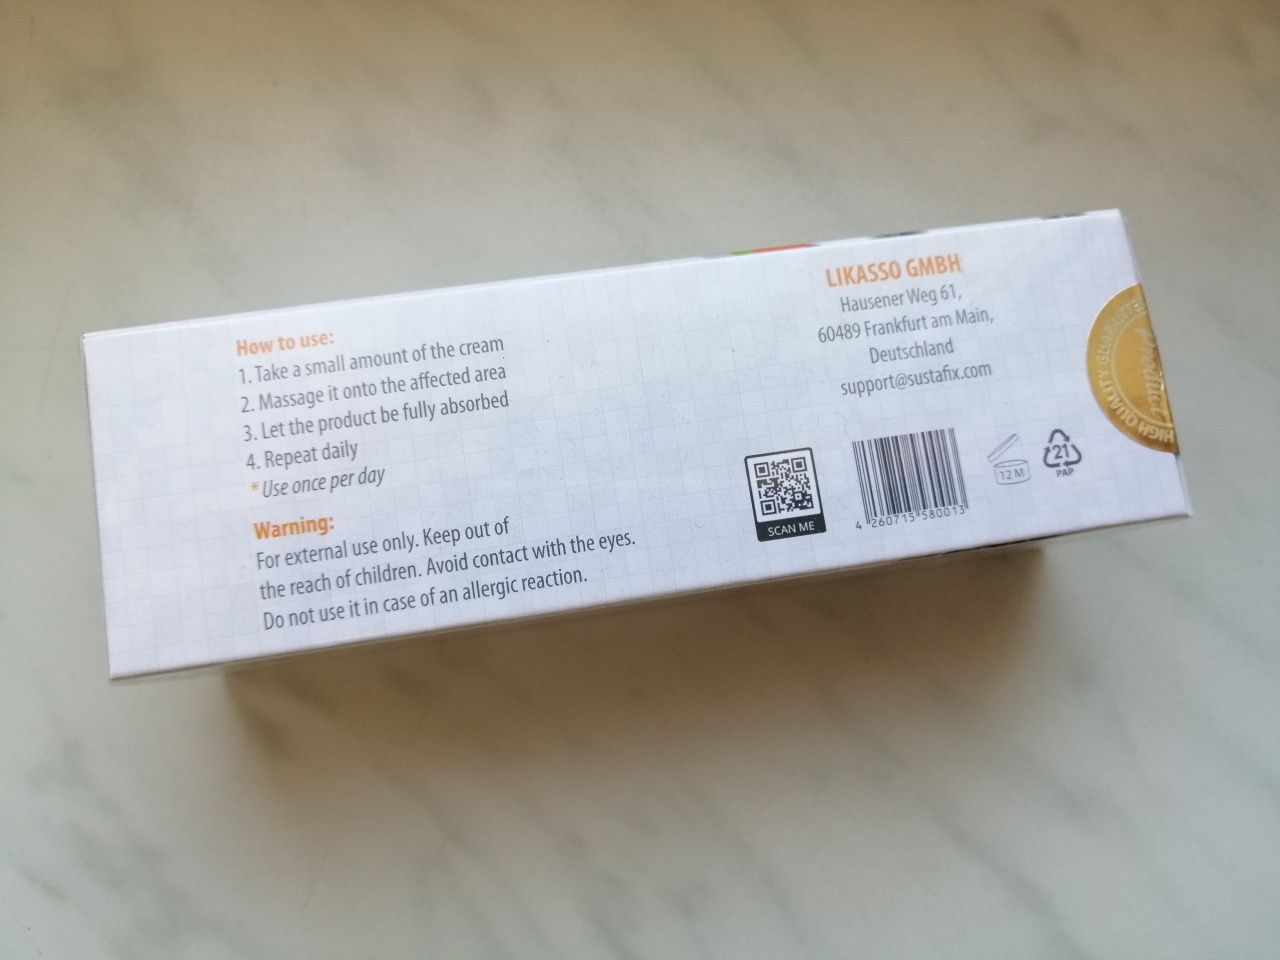 How to use:
1. Take a small amount of the cream
2. Massage it onto the affected area
3. Let the product be fully absorbed
4. Repeat daily
* Use once per day
Warning:
For external use only. Keep out of
the reach of children. Avoid contact with the eyes.
Do not use it in case of an allergic reaction.
LIKASSO GMBH
Hausener Weg 61,
60489 Frankfurt am Main,
Deutschland
support@sustafix.com
SCAN ME
4 260715 580013
12 M
21
PAP
HIGH QUALITY GUARANTEE
Product